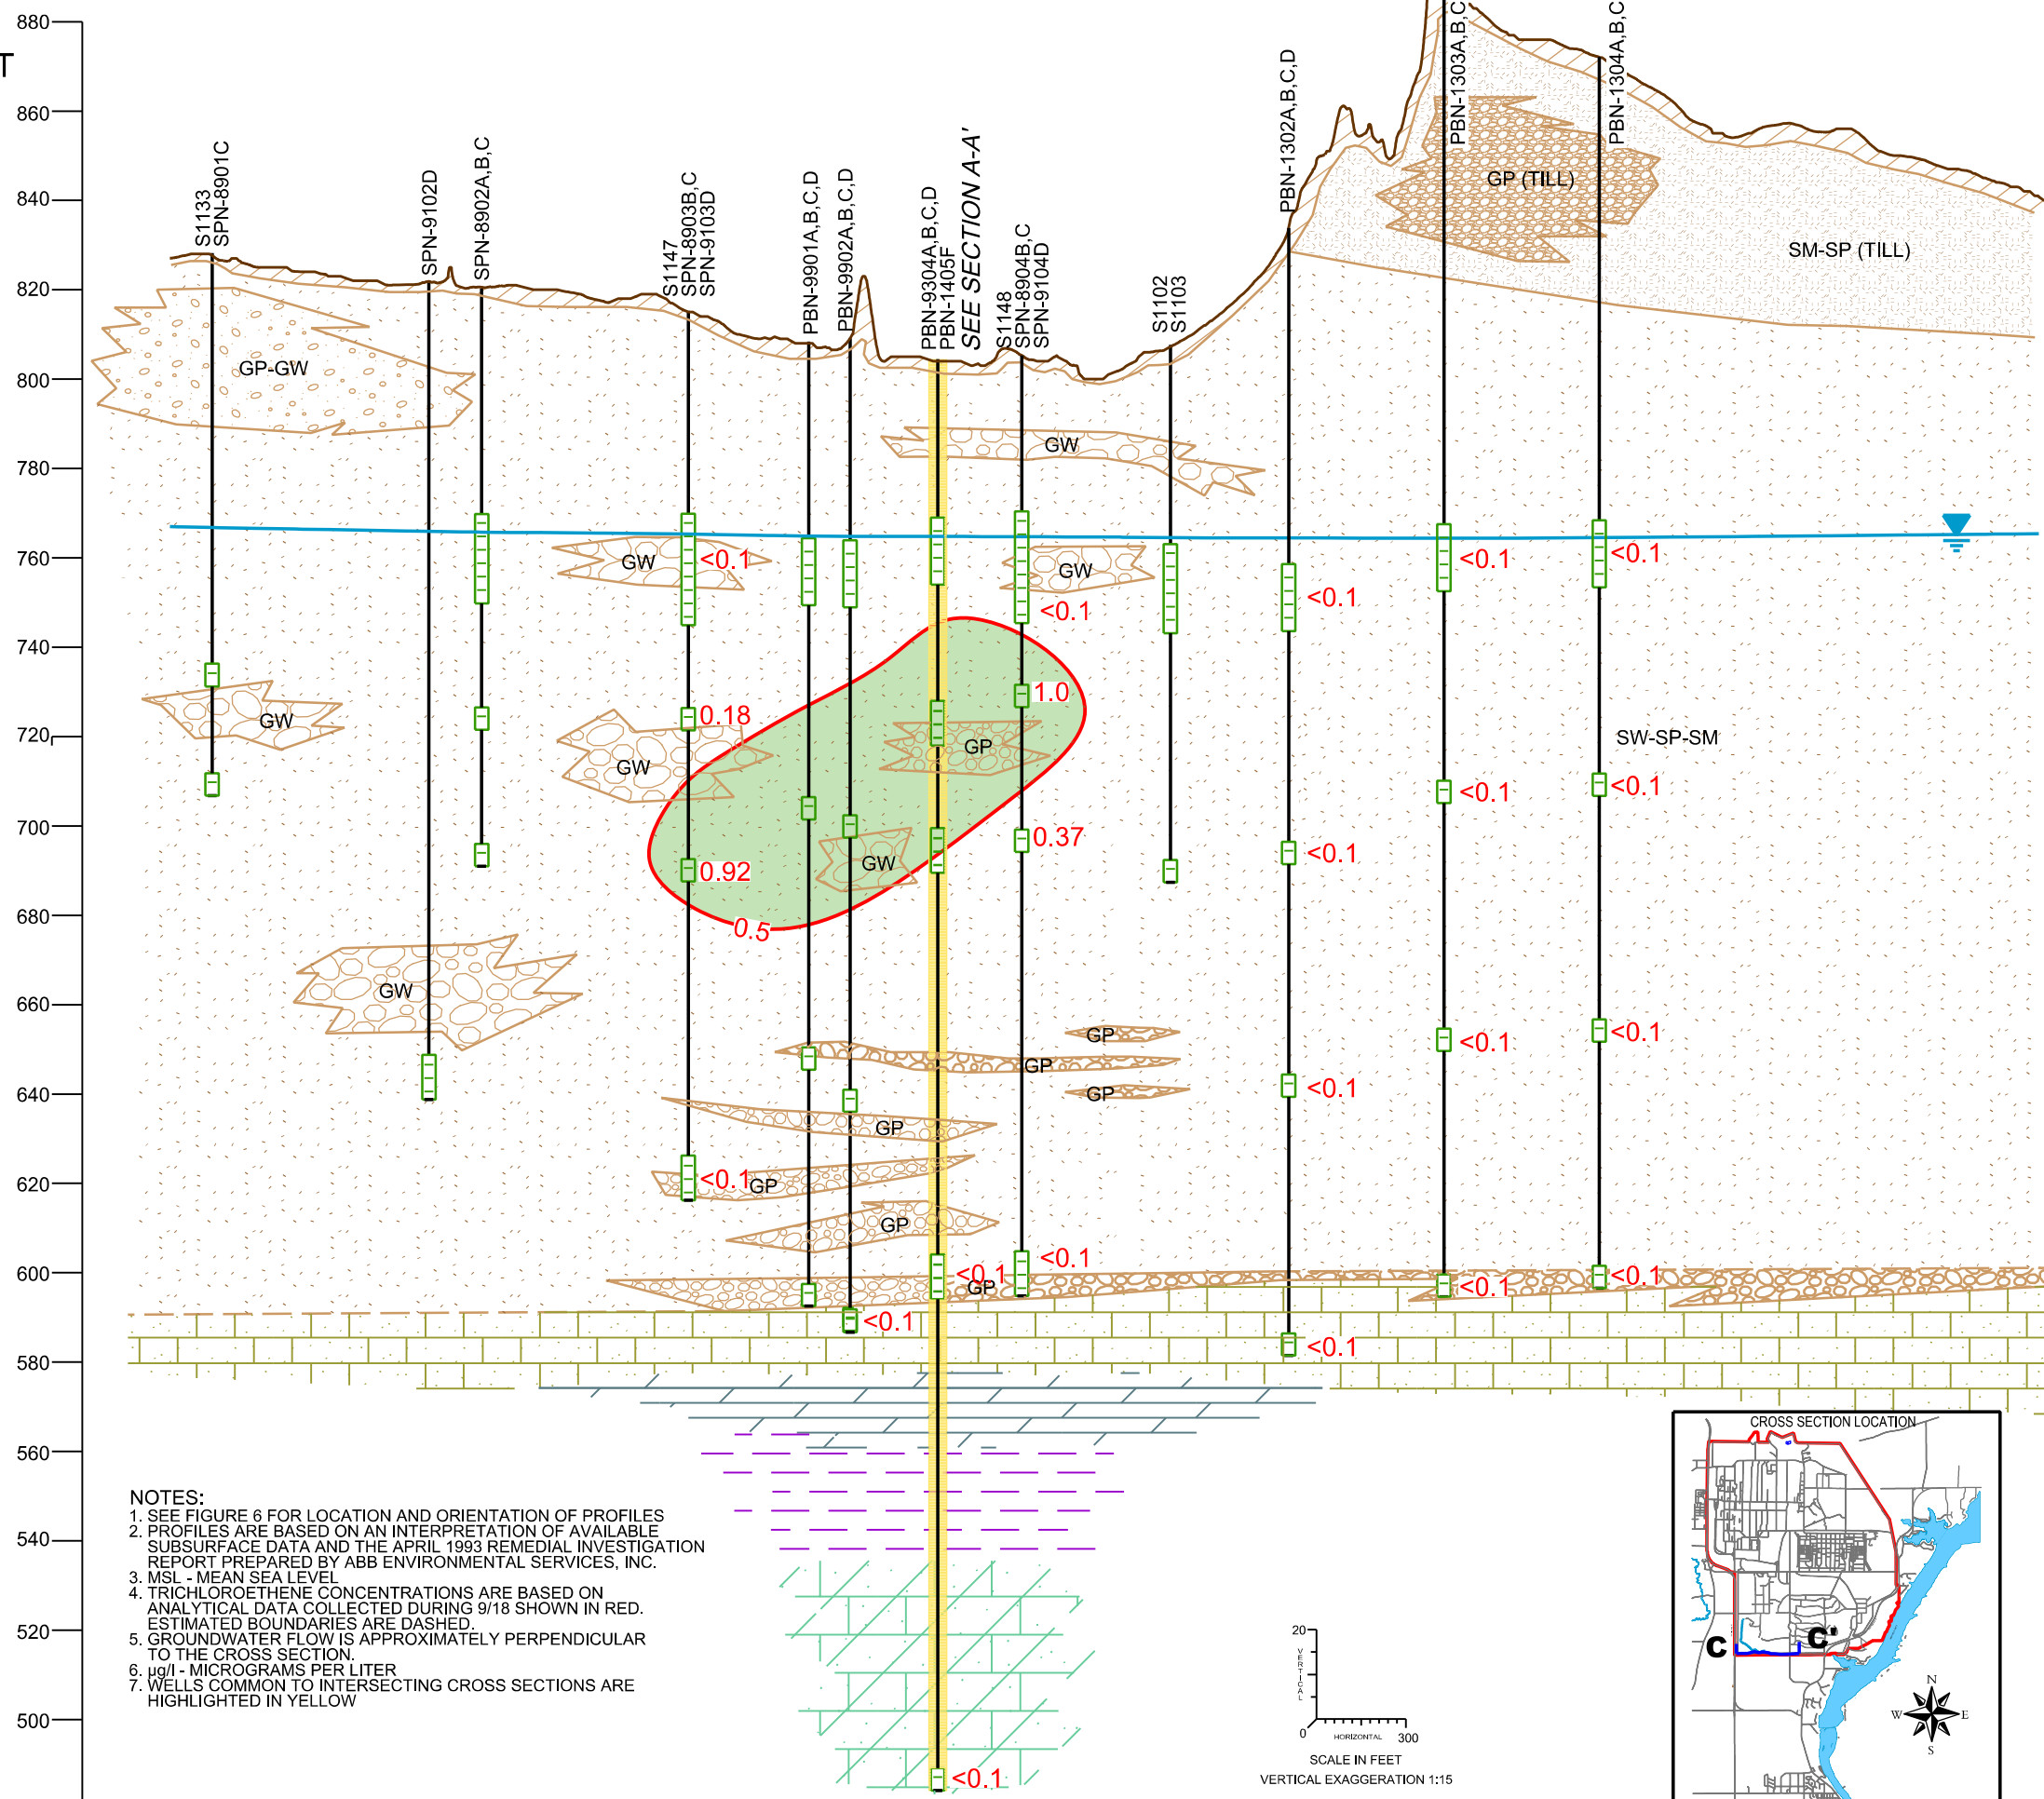 880
T
860
840
820
800
780
760
740
720
700
680
660
640
620
600
580
560
540
520
500
S1133
SPN-8901C
SPN-9102D
SPN-8902A,B,C
S1147
SPN-8903B,C
SPN-9103D
PBN-9901A,B,C,D
PBN-9902A,B,C,D
PBN-9304A,B,C,D
PBN-1405F
SEE SECTION A-A'
S1148
SPN-8904B,C
SPN-9104D
S1102
S1103
PBN-1302A,B,C,D
PBN-1303A,B,C
PBN-1304A,B,C
GP (TILL)
SM-SP (TILL)
GP-GW
GW
GW
<0.1
GW
<0.1
<0.1
<0.1
<0.1
GW
0.18
GW
1.0
GP
SW-SP-SM
<0.1
<0.1
0.92
GW
0.37
<0.1
0.5
GW
GP
GP
GP
<0.1
<0.1
<0.1
GP
<0.1
GP
GP
<0.1
<0.1
GP
<0.1
<0.1
<0.1
<0.1
<0.1
NOTES:
1. SEE FIGURE 6 FOR LOCATION AND ORIENTATION OF PROFILES
2. PROFILES ARE BASED ON AN INTERPRETATION OF AVAILABLE
SUBSURFACE DATA AND THE APRIL 1993 REMEDIAL INVESTIGATION
REPORT PREPARED BY ABB ENVIRONMENTAL SERVICES, INC.
3. MSL - MEAN SEA LEVEL
4. TRICHLOROETHENE CONCENTRATIONS ARE BASED ON
ANALYTICAL DATA COLLECTED DURING 9/18 SHOWN IN RED.
ESTIMATED BOUNDARIES ARE DASHED.
5. GROUNDWATER FLOW IS APPROXIMATELY PERPENDICULAR
TO THE CROSS SECTION.
6. µg/l - MICROGRAMS PER LITER
7. WELLS COMMON TO INTERSECTING CROSS SECTIONS ARE
HIGHLIGHTED IN YELLOW
20
VERTICAL
0
HORIZONTAL
300
SCALE IN FEET
VERTICAL EXAGGERATION 1:15
CROSS SECTION LOCATION
C
C'
N
W
E
S